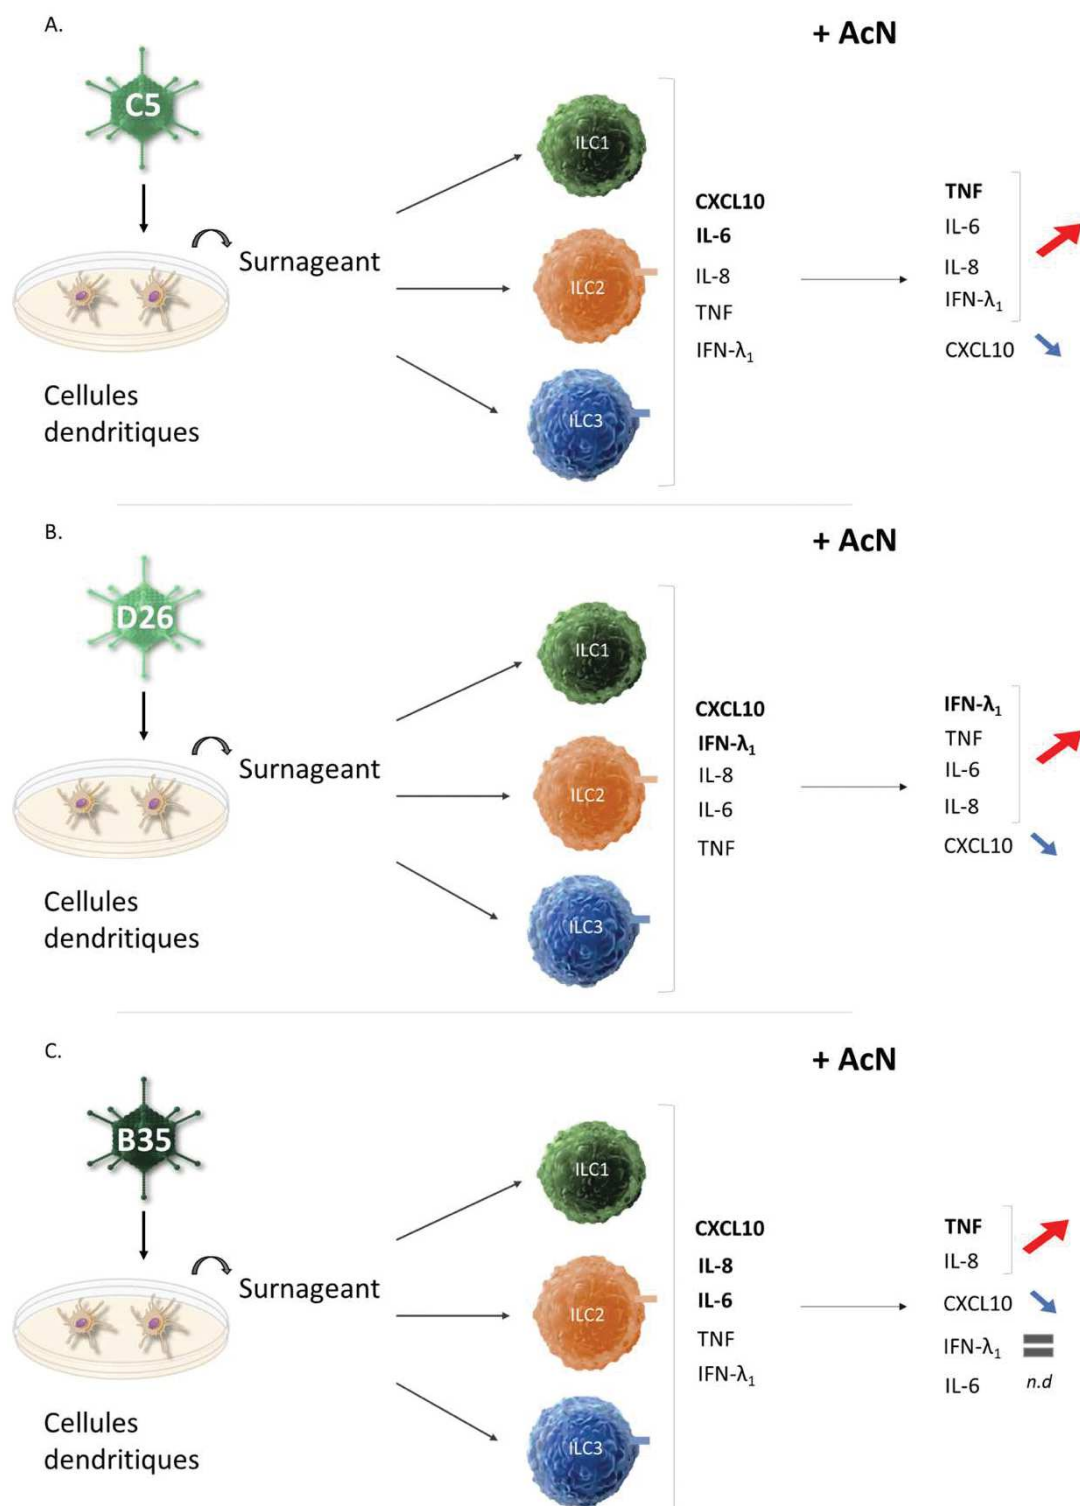 A.
+ AcN
C5
ILC1
CXCL10
TNF
IL-6
IL-6
Surnageant
ILC2
IL-8
IL-8
TNF
IFN-λ₁
IFN-λ₁
CXCL10
Cellules
dendritiques
ILC3
B.
+ AcN
D26
ILC1
CXCL10
IFN-λ₁
IFN-λ₁
TNF
Surnageant
ILC2
IL-8
IL-6
IL-6
IL-8
TNF
CXCL10
Cellules
dendritiques
ILC3
C.
+ AcN
B35
ILC1
CXCL10
TNF
IL-8
IL-8
Surnageant
ILC2
IL-6
CXCL10
TNF
IFN-λ₁
IFN-λ₁
IL-6 n.d
Cellules
dendritiques
ILC3